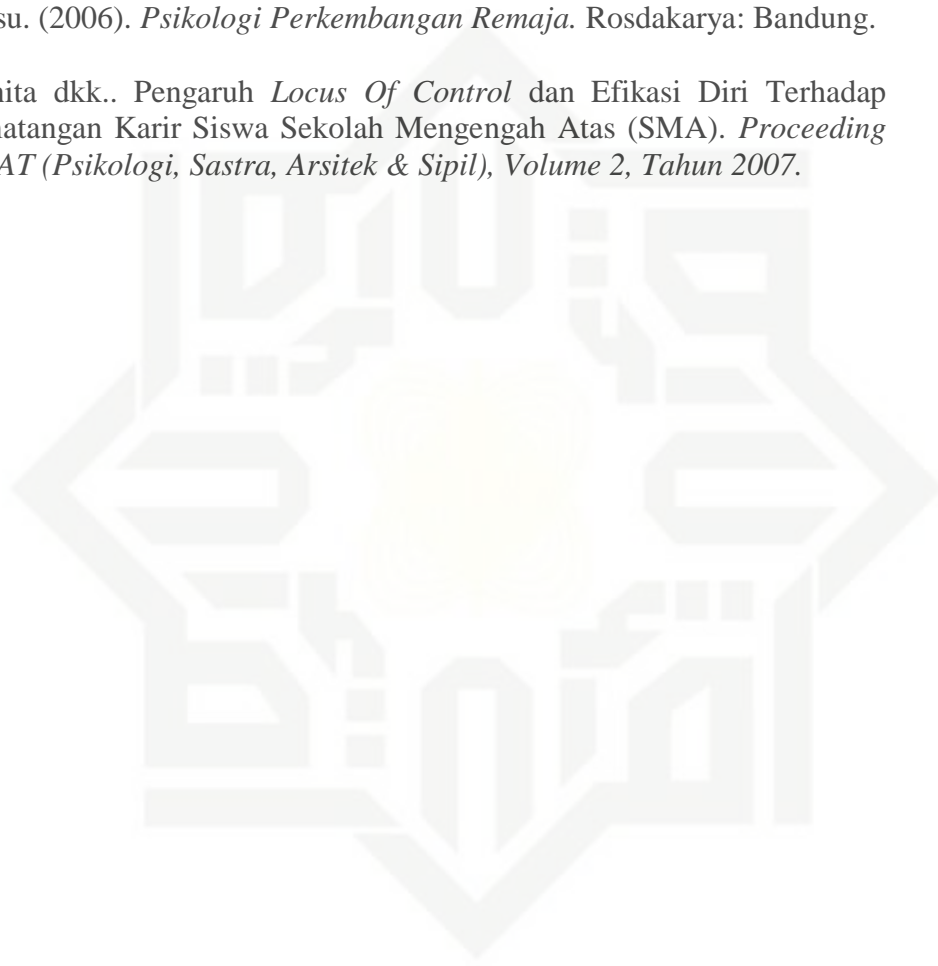 su. (2006). Psikologi Perkembangan Remaja. Rosdakarya: Bandung.
nita dkk.. Pengaruh Locus Of Control dan Efikasi Diri Terhadap
natangan Karir Siswa Sekolah Mengengah Atas (SMA). Proceeding
AT (Psikologi, Sastra, Arsitek & Sipil), Volume 2, Tahun 2007.